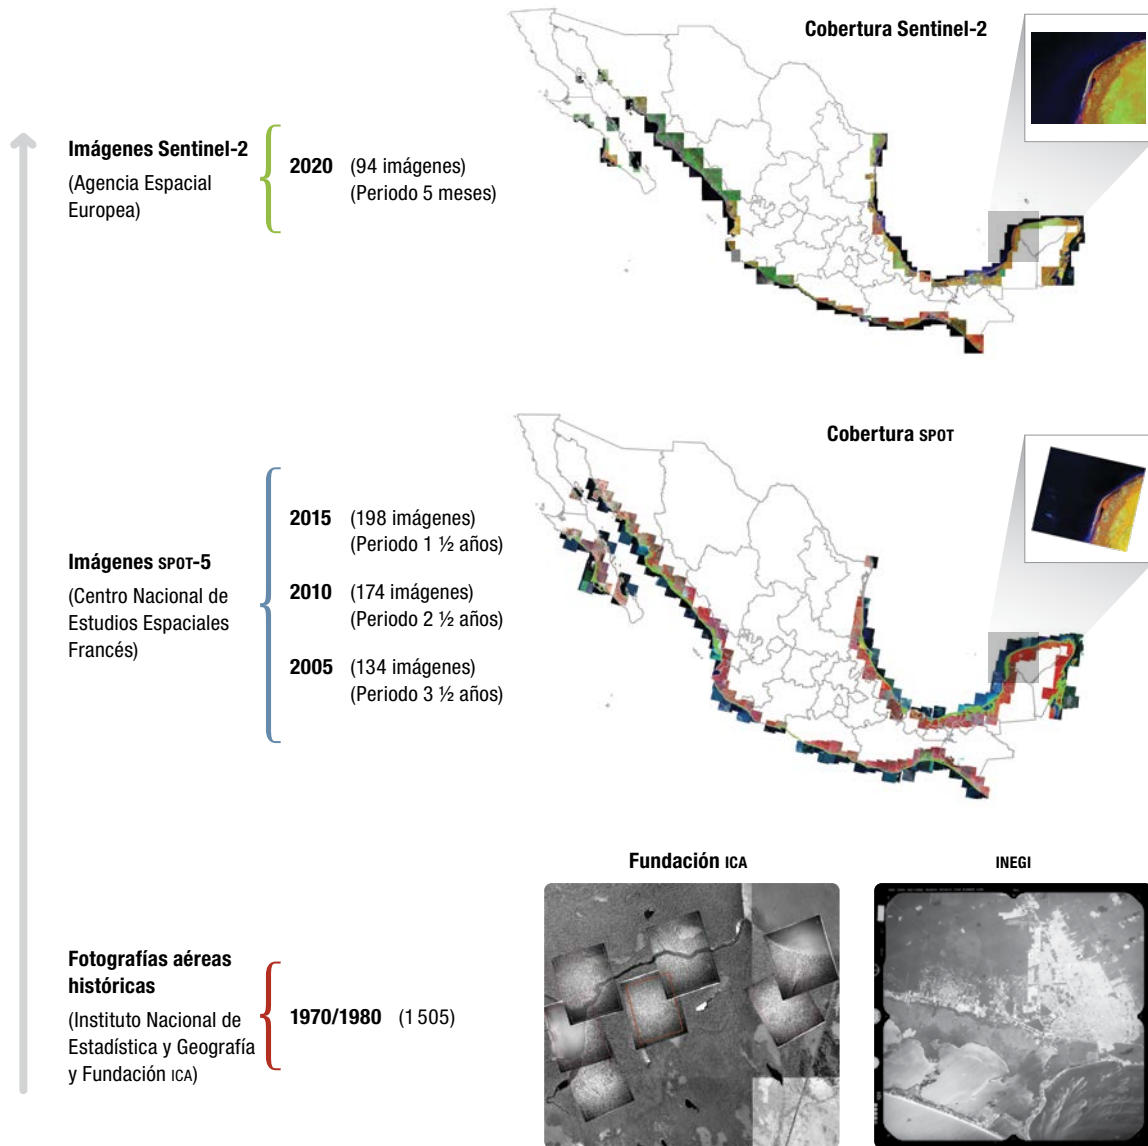 Cobertura Sentinel-2
Imágenes Sentinel-2
(Agencia Espacial
Europea)
2020 (94 imágenes)
(Periodo 5 meses)
Cobertura SPOT
Imágenes SPOT-5
(Centro Nacional de
Estudios Espaciales
Francés)
2015 (198 imágenes)
(Periodo 1 ½ años)
2010 (174 imágenes)
(Periodo 2 ½ años)
2005 (134 imágenes)
(Periodo 3 ½ años)
Fundación ICA
INEGI
Fotografías aéreas
históricas
(Instituto Nacional de
Estadística y Geografía
y Fundación ICA)
1970/1980 (1 505)